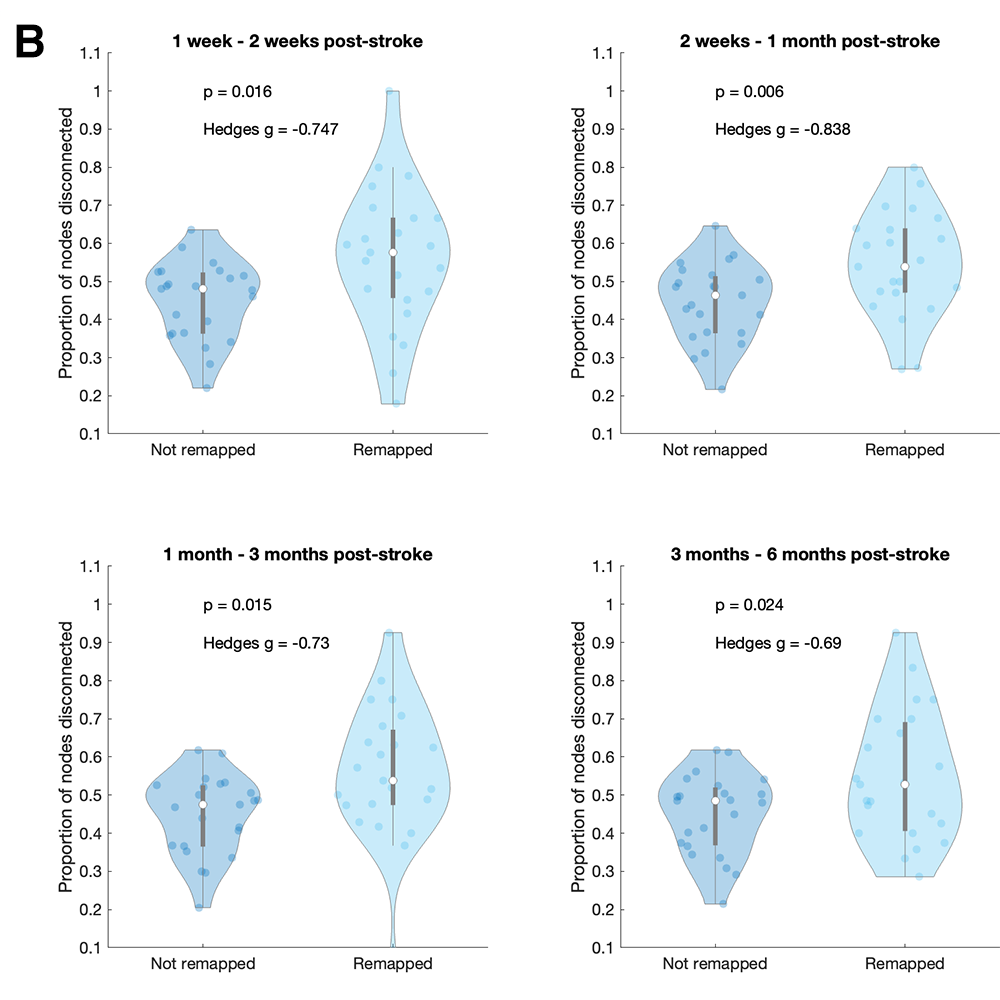 B
1 week - 2 weeks post-stroke
p = 0.016
Hedges g = -0.747
Proportion of nodes disconnected
1.1
1
0.9
0.8
0.7
0.6
0.5
0.4
0.3
0.2
0.1
Not remapped Remapped
2 weeks - 1 month post-stroke
p = 0.006
Hedges g = -0.838
Proportion of nodes disconnected
1.1
1
0.9
0.8
0.7
0.6
0.5
0.4
0.3
0.2
0.1
Not remapped Remapped
1 month - 3 months post-stroke
p = 0.015
Hedges g = -0.73
Proportion of nodes disconnected
1.1
1
0.9
0.8
0.7
0.6
0.5
0.4
0.3
0.2
0.1
Not remapped Remapped
3 months - 6 months post-stroke
p = 0.024
Hedges g = -0.69
Proportion of nodes disconnected
1.1
1
0.9
0.8
0.7
0.6
0.5
0.4
0.3
0.2
0.1
Not remapped Remapped